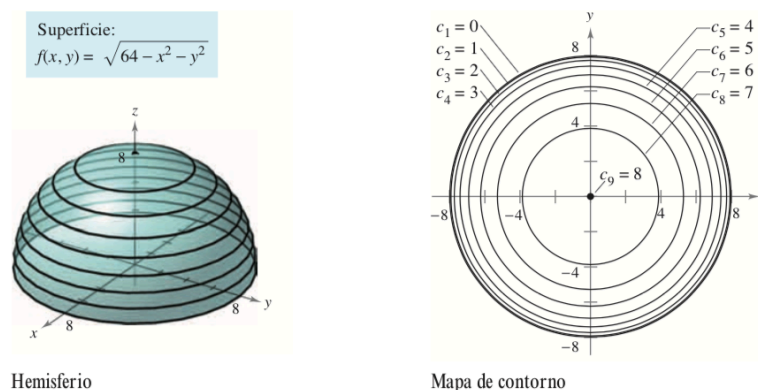 Superficie:
f(x, y) = √64 − x² − y²
z
8
x
8
8
y
Hemisferio
y
c₁ = 0
c₂ = 1
c₃ = 2
c₄ = 3
c₅ = 4
c₆ = 5
c₇ = 6
c₈ = 7
8
4
c₉ = 8
−8
−4
4
8
x
−4
−8
Mapa de contorno